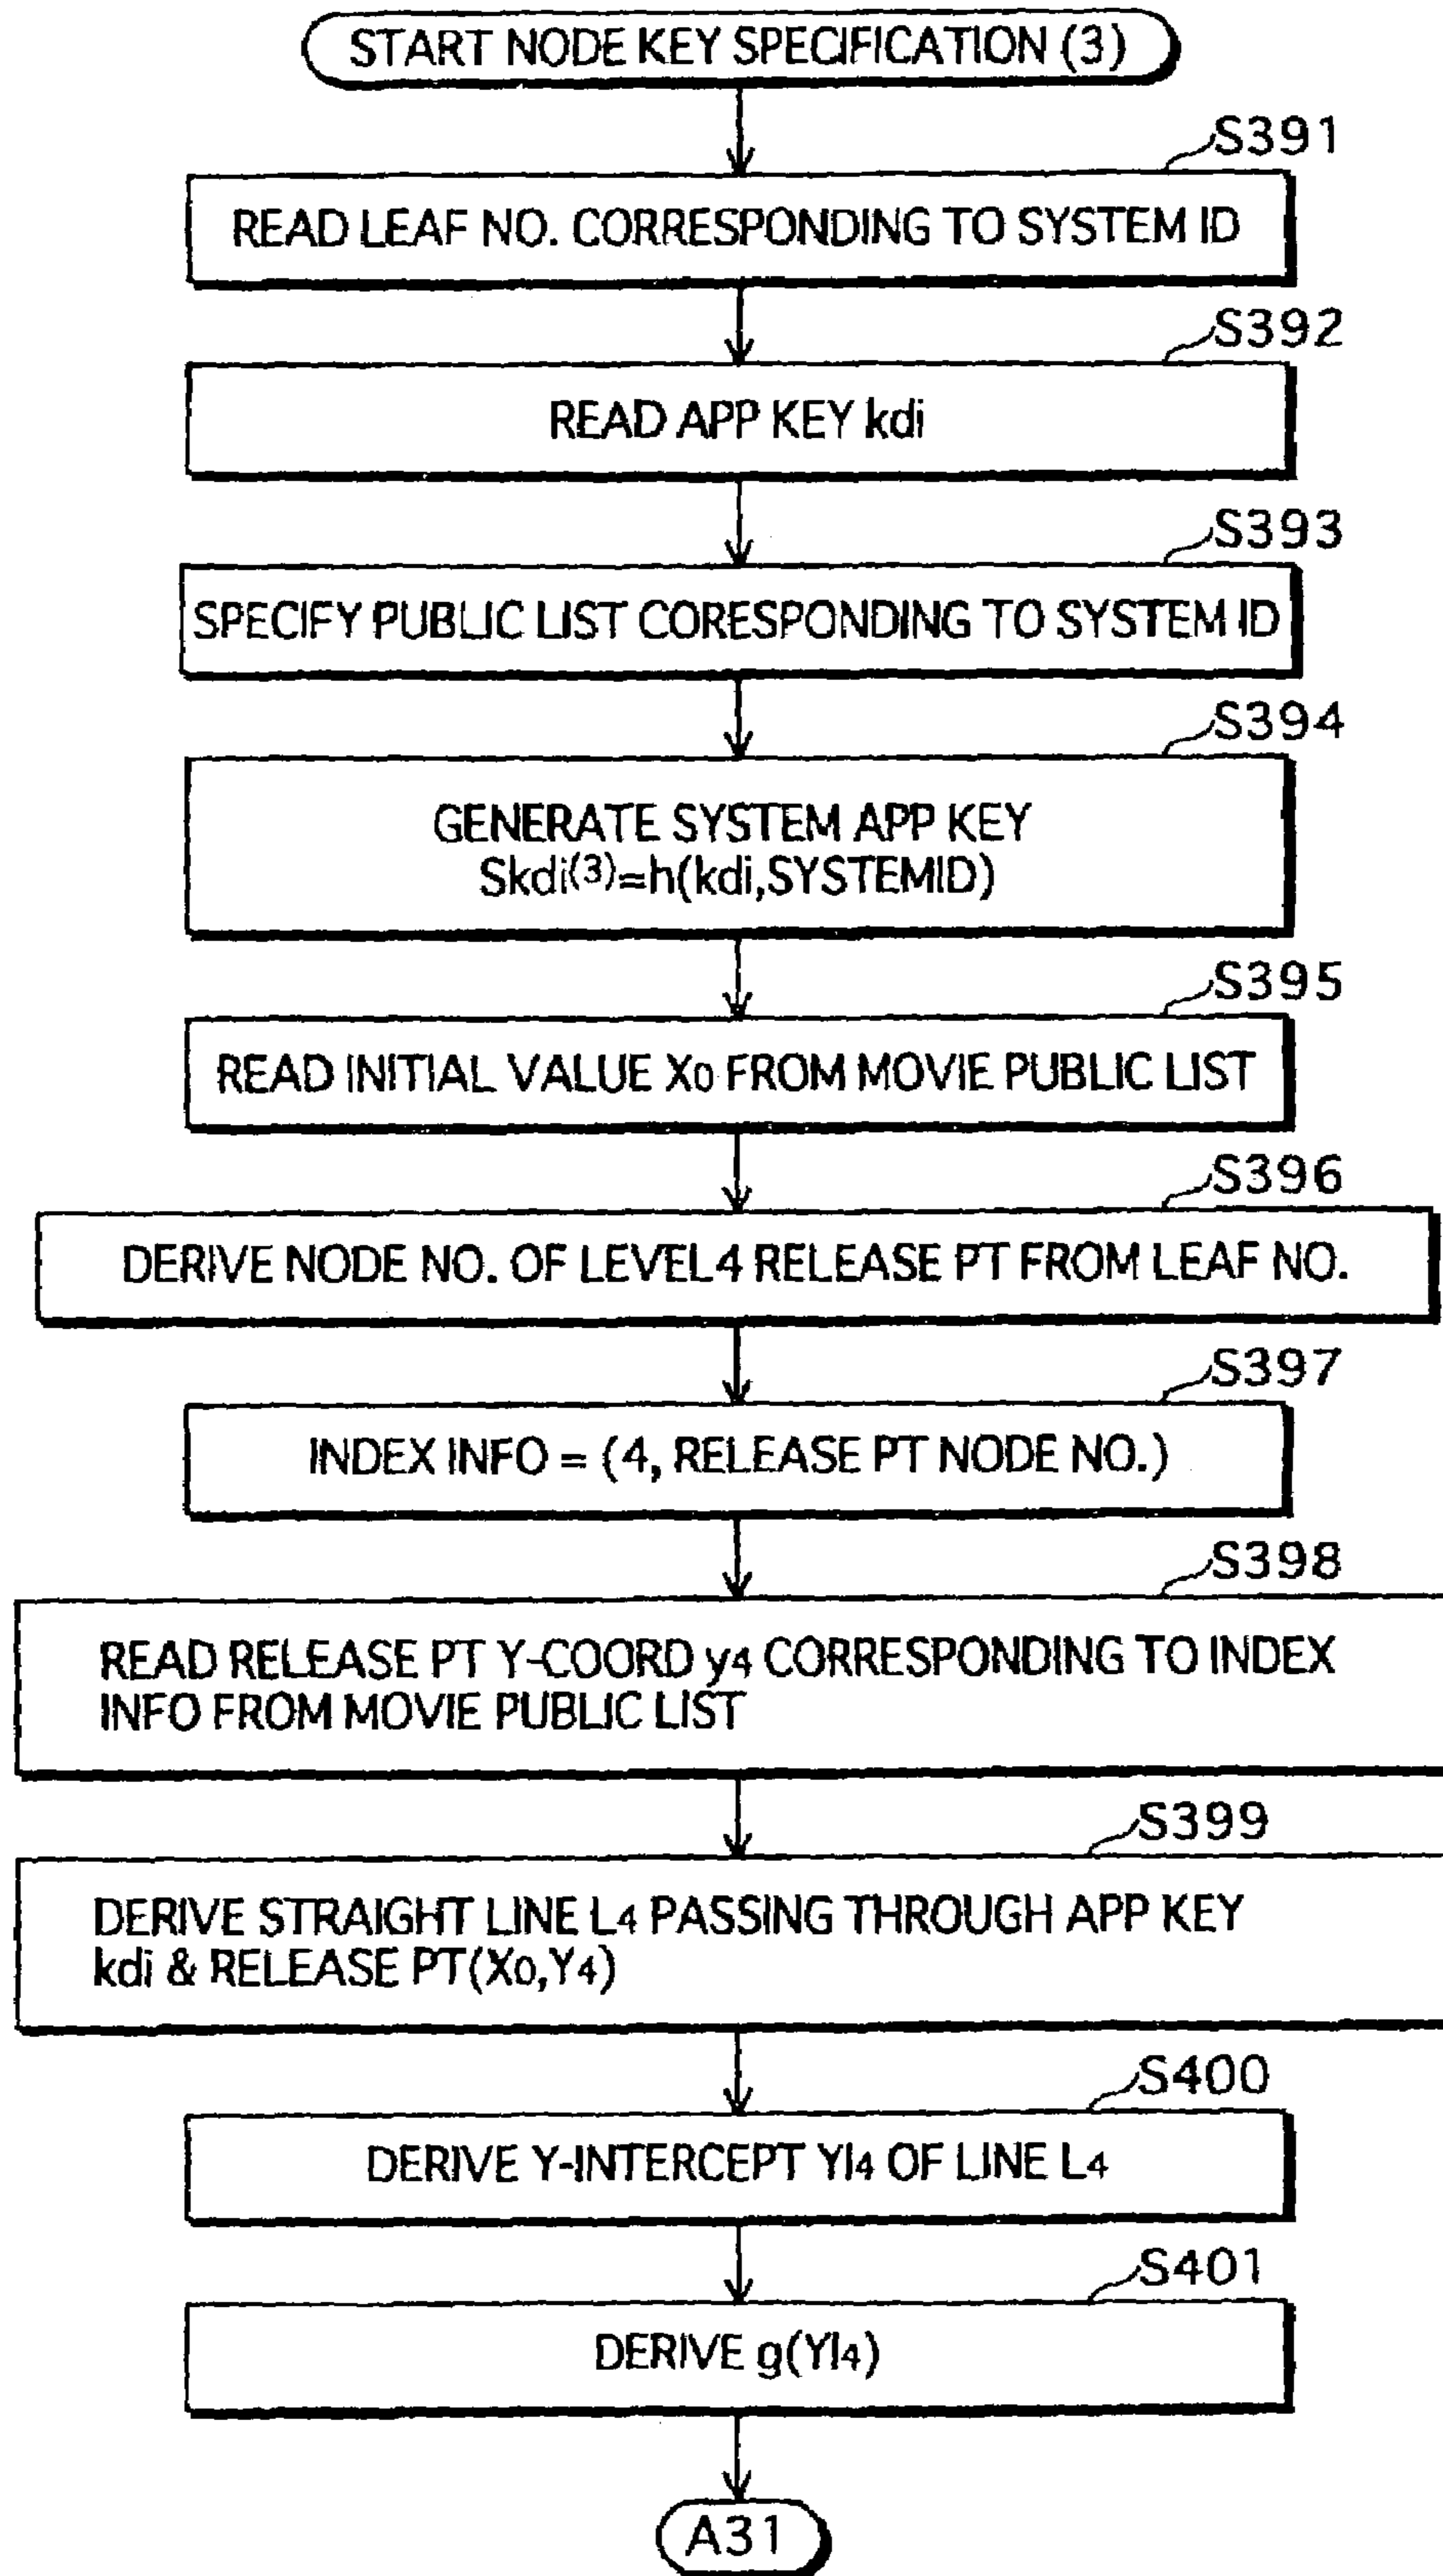 START NODE KEY SPECIFICATION (3)
S391
READ LEAF NO. CORRESPONDING TO SYSTEM ID
S392
READ APP KEY kdi
S393
SPECIFY PUBLIC LIST CORESPONDING TO SYSTEM ID
S394
GENERATE SYSTEM APP KEY
Skdi(3)=h(kdi,SYSTEMID)
S395
READ INITIAL VALUE X0 FROM MOVIE PUBLIC LIST
S396
DERIVE NODE NO. OF LEVEL4 RELEASE PT FROM LEAF NO.
S397
INDEX INFO = (4, RELEASE PT NODE NO.)
S398
READ RELEASE PT Y-COORD y4 CORRESPONDING TO INDEX
INFO FROM MOVIE PUBLIC LIST
S399
DERIVE STRAIGHT LINE L4 PASSING THROUGH APP KEY
kdi & RELEASE PT(X0,Y4)
S400
DERIVE Y-INTERCEPT YI4 OF LINE L4
S401
DERIVE g(YI4)
A31